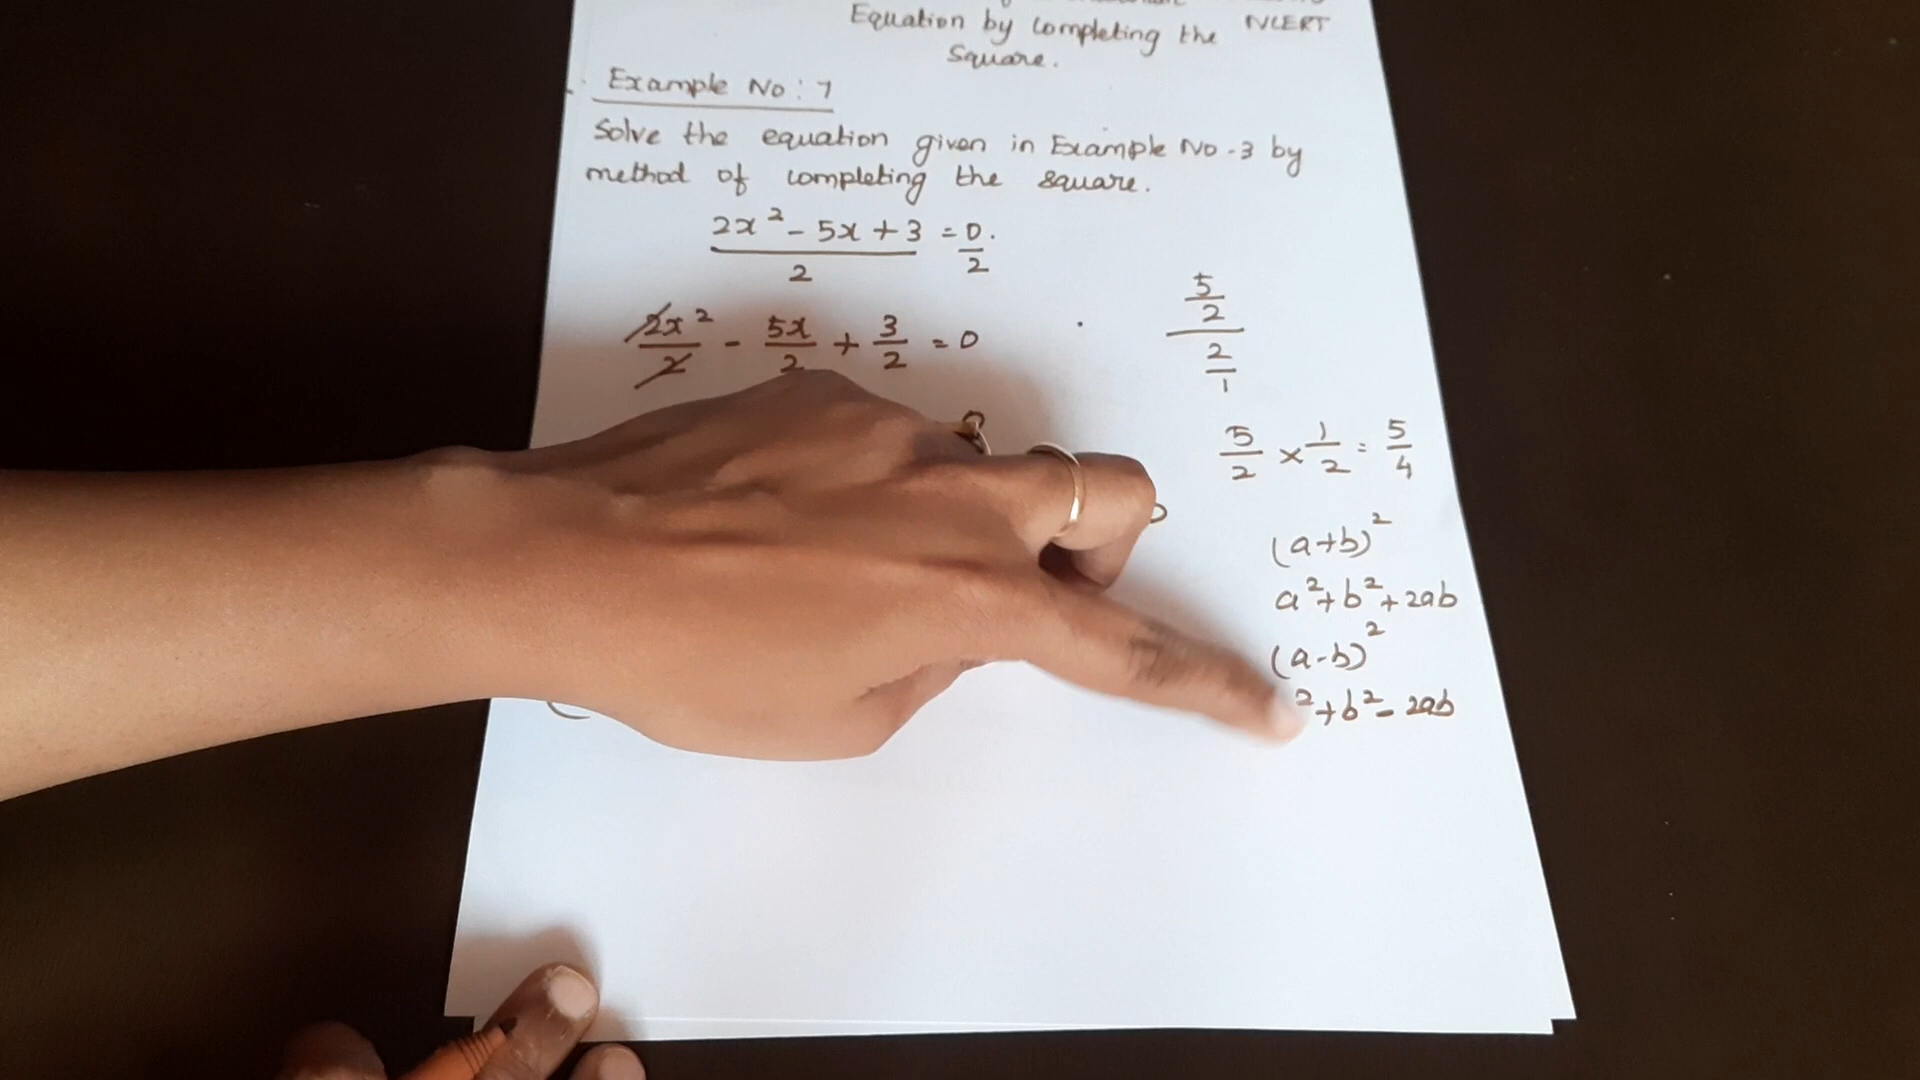 Equation by completing the NCERT
Square.
Example No: 7
Solve the equation given in Example No-3 by
method of completing the square.
2x² - 5x + 3 = 0.
2 2
2x² - 5x + 3 = 0
2 2 2
5
2
2
1
5/2 × 1/2 = 5/4
(a+b)²
a²+b²+2ab
(a-b)²
²+b²-2ab